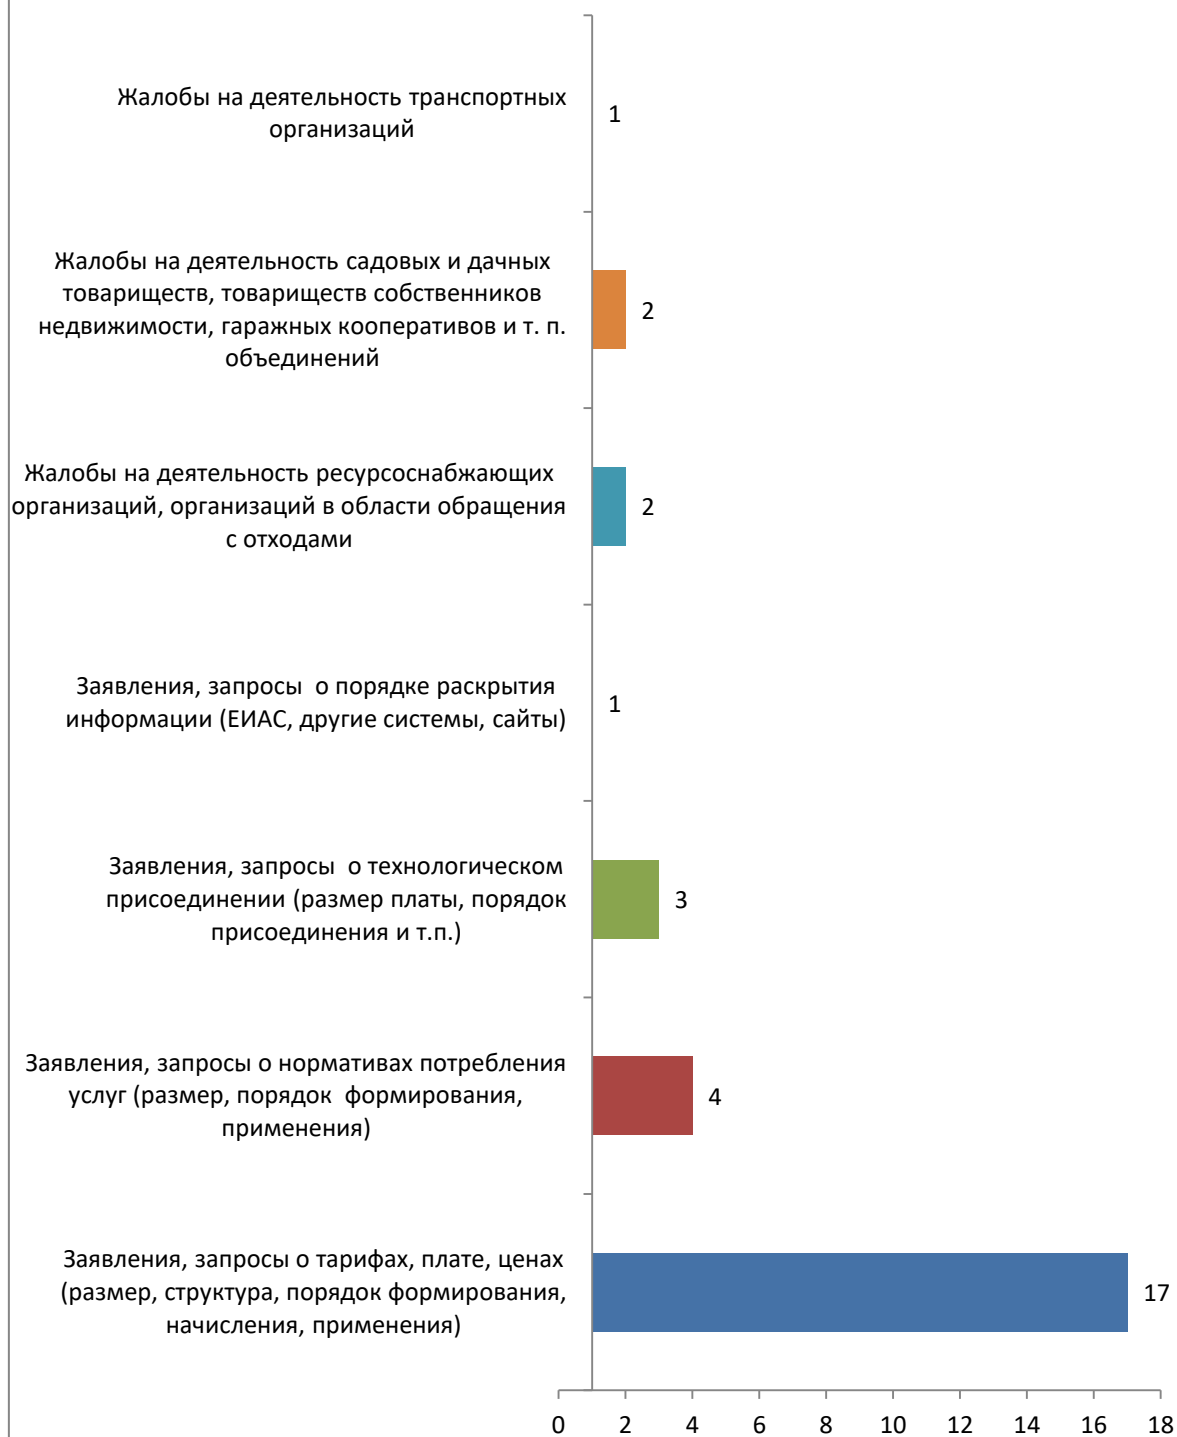 Жалобы на деятельность транспортных
организаций
1
Жалобы на деятельность садовых и дачных
товариществ, товариществ собственников
недвижимости, гаражных кооперативов и т. п.
объединений
2
Жалобы на деятельность ресурсоснабжающих
организаций, организаций в области обращения
с отходами
2
Заявления, запросы  о порядке раскрытия
информации (ЕИАС, другие системы, сайты)
1
Заявления, запросы  о технологическом
присоединении (размер платы, порядок
присоединения и т.п.)
3
Заявления, запросы о нормативах потребления
услуг (размер, порядок  формирования,
применения)
4
Заявления, запросы о тарифах, плате, ценах
(размер, структура, порядок формирования,
начисления, применения)
17
0 2 4 6 8 10 12 14 16 18